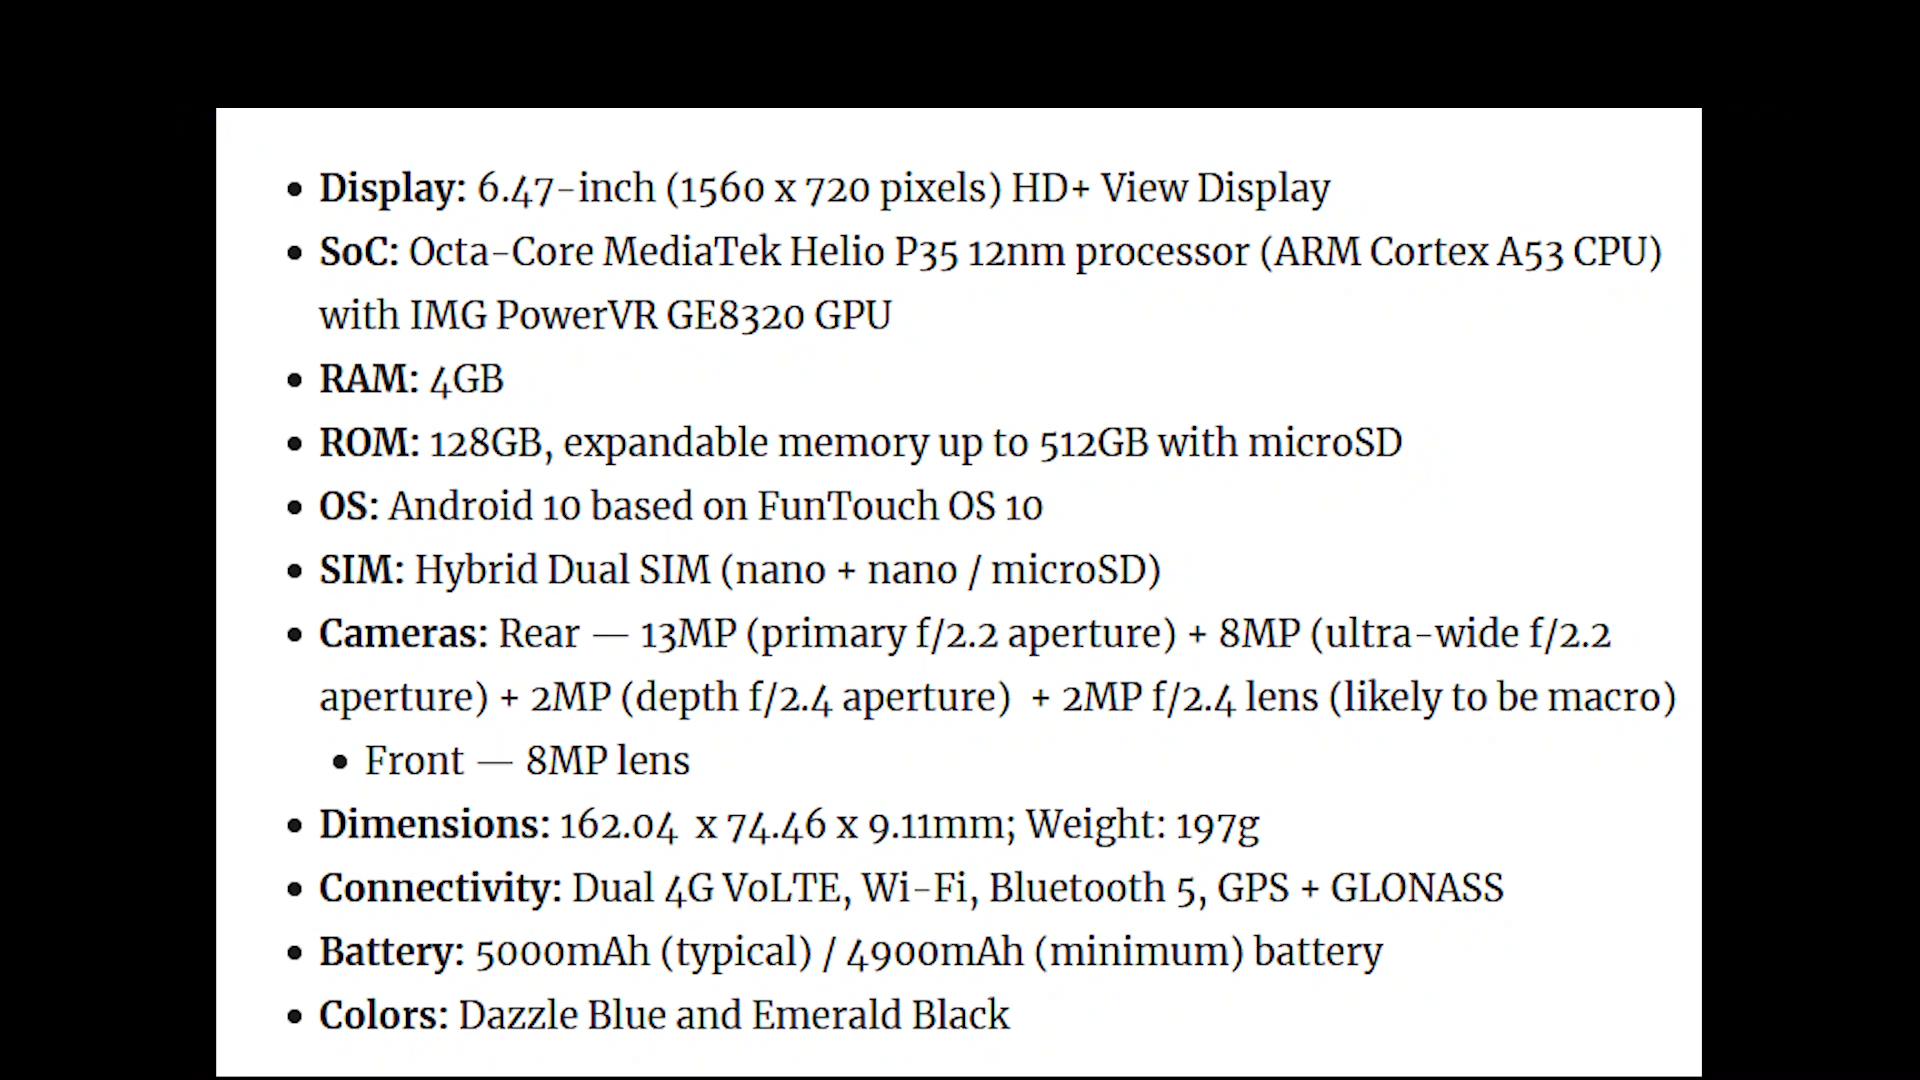 Display: 6.47-inch (1560 x 720 pixels) HD+ View Display
SoC: Octa-Core MediaTek Helio P35 12nm processor (ARM Cortex A53 CPU)
with IMG PowerVR GE8320 GPU
RAM: 4GB
ROM: 128GB, expandable memory up to 512GB with microSD
OS: Android 10 based on FunTouch OS 10
SIM: Hybrid Dual SIM (nano + nano / microSD)
Cameras: Rear — 13MP (primary f/2.2 aperture) + 8MP (ultra-wide f/2.2
aperture) + 2MP (depth f/2.4 aperture)  + 2MP f/2.4 lens (likely to be macro)
Front — 8MP lens
Dimensions: 162.04  x 74.46 x 9.11mm; Weight: 197g
Connectivity: Dual 4G VoLTE, Wi-Fi, Bluetooth 5, GPS + GLONASS
Battery: 5000mAh (typical) / 4900mAh (minimum) battery
Colors: Dazzle Blue and Emerald Black